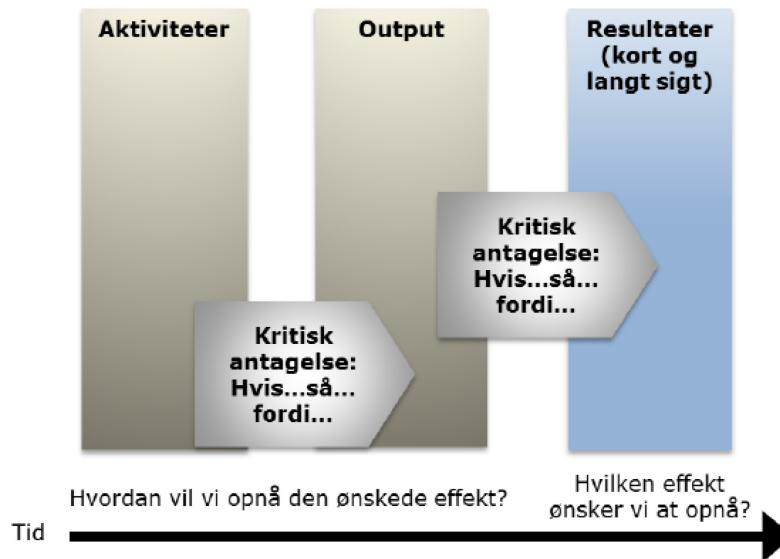 Aktiviteter
Output
Resultater
(kort og
langt sigt)
Kritisk
antagelse:
Hvis...så...
fordi...
Kritisk
antagelse:
Hvis...så...
fordi...
Hvordan vil vi opnå den ønskede effekt?
Hvilken effekt
ønsker vi at opnå?
Tid